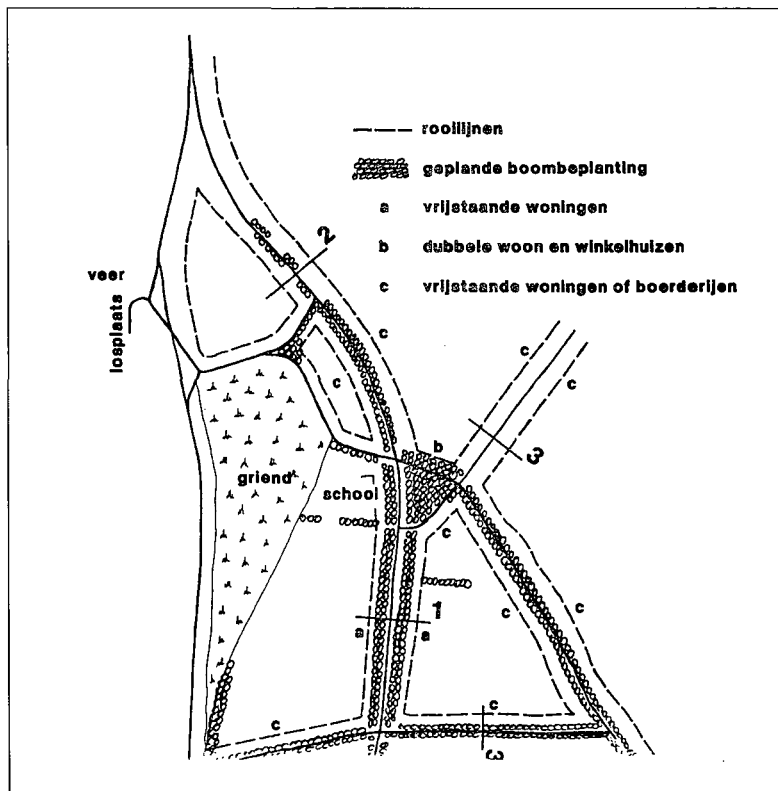 rooilijnen
geplande boombeplanting
a vrijstaande woningen
b dubbele woon en winkelhuizen
c vrijstaande woningen of boerderijen
2
veer
losplaats
c
c
c
c
b
3
griend
school
c
1
a
a
c
c
c
c
3